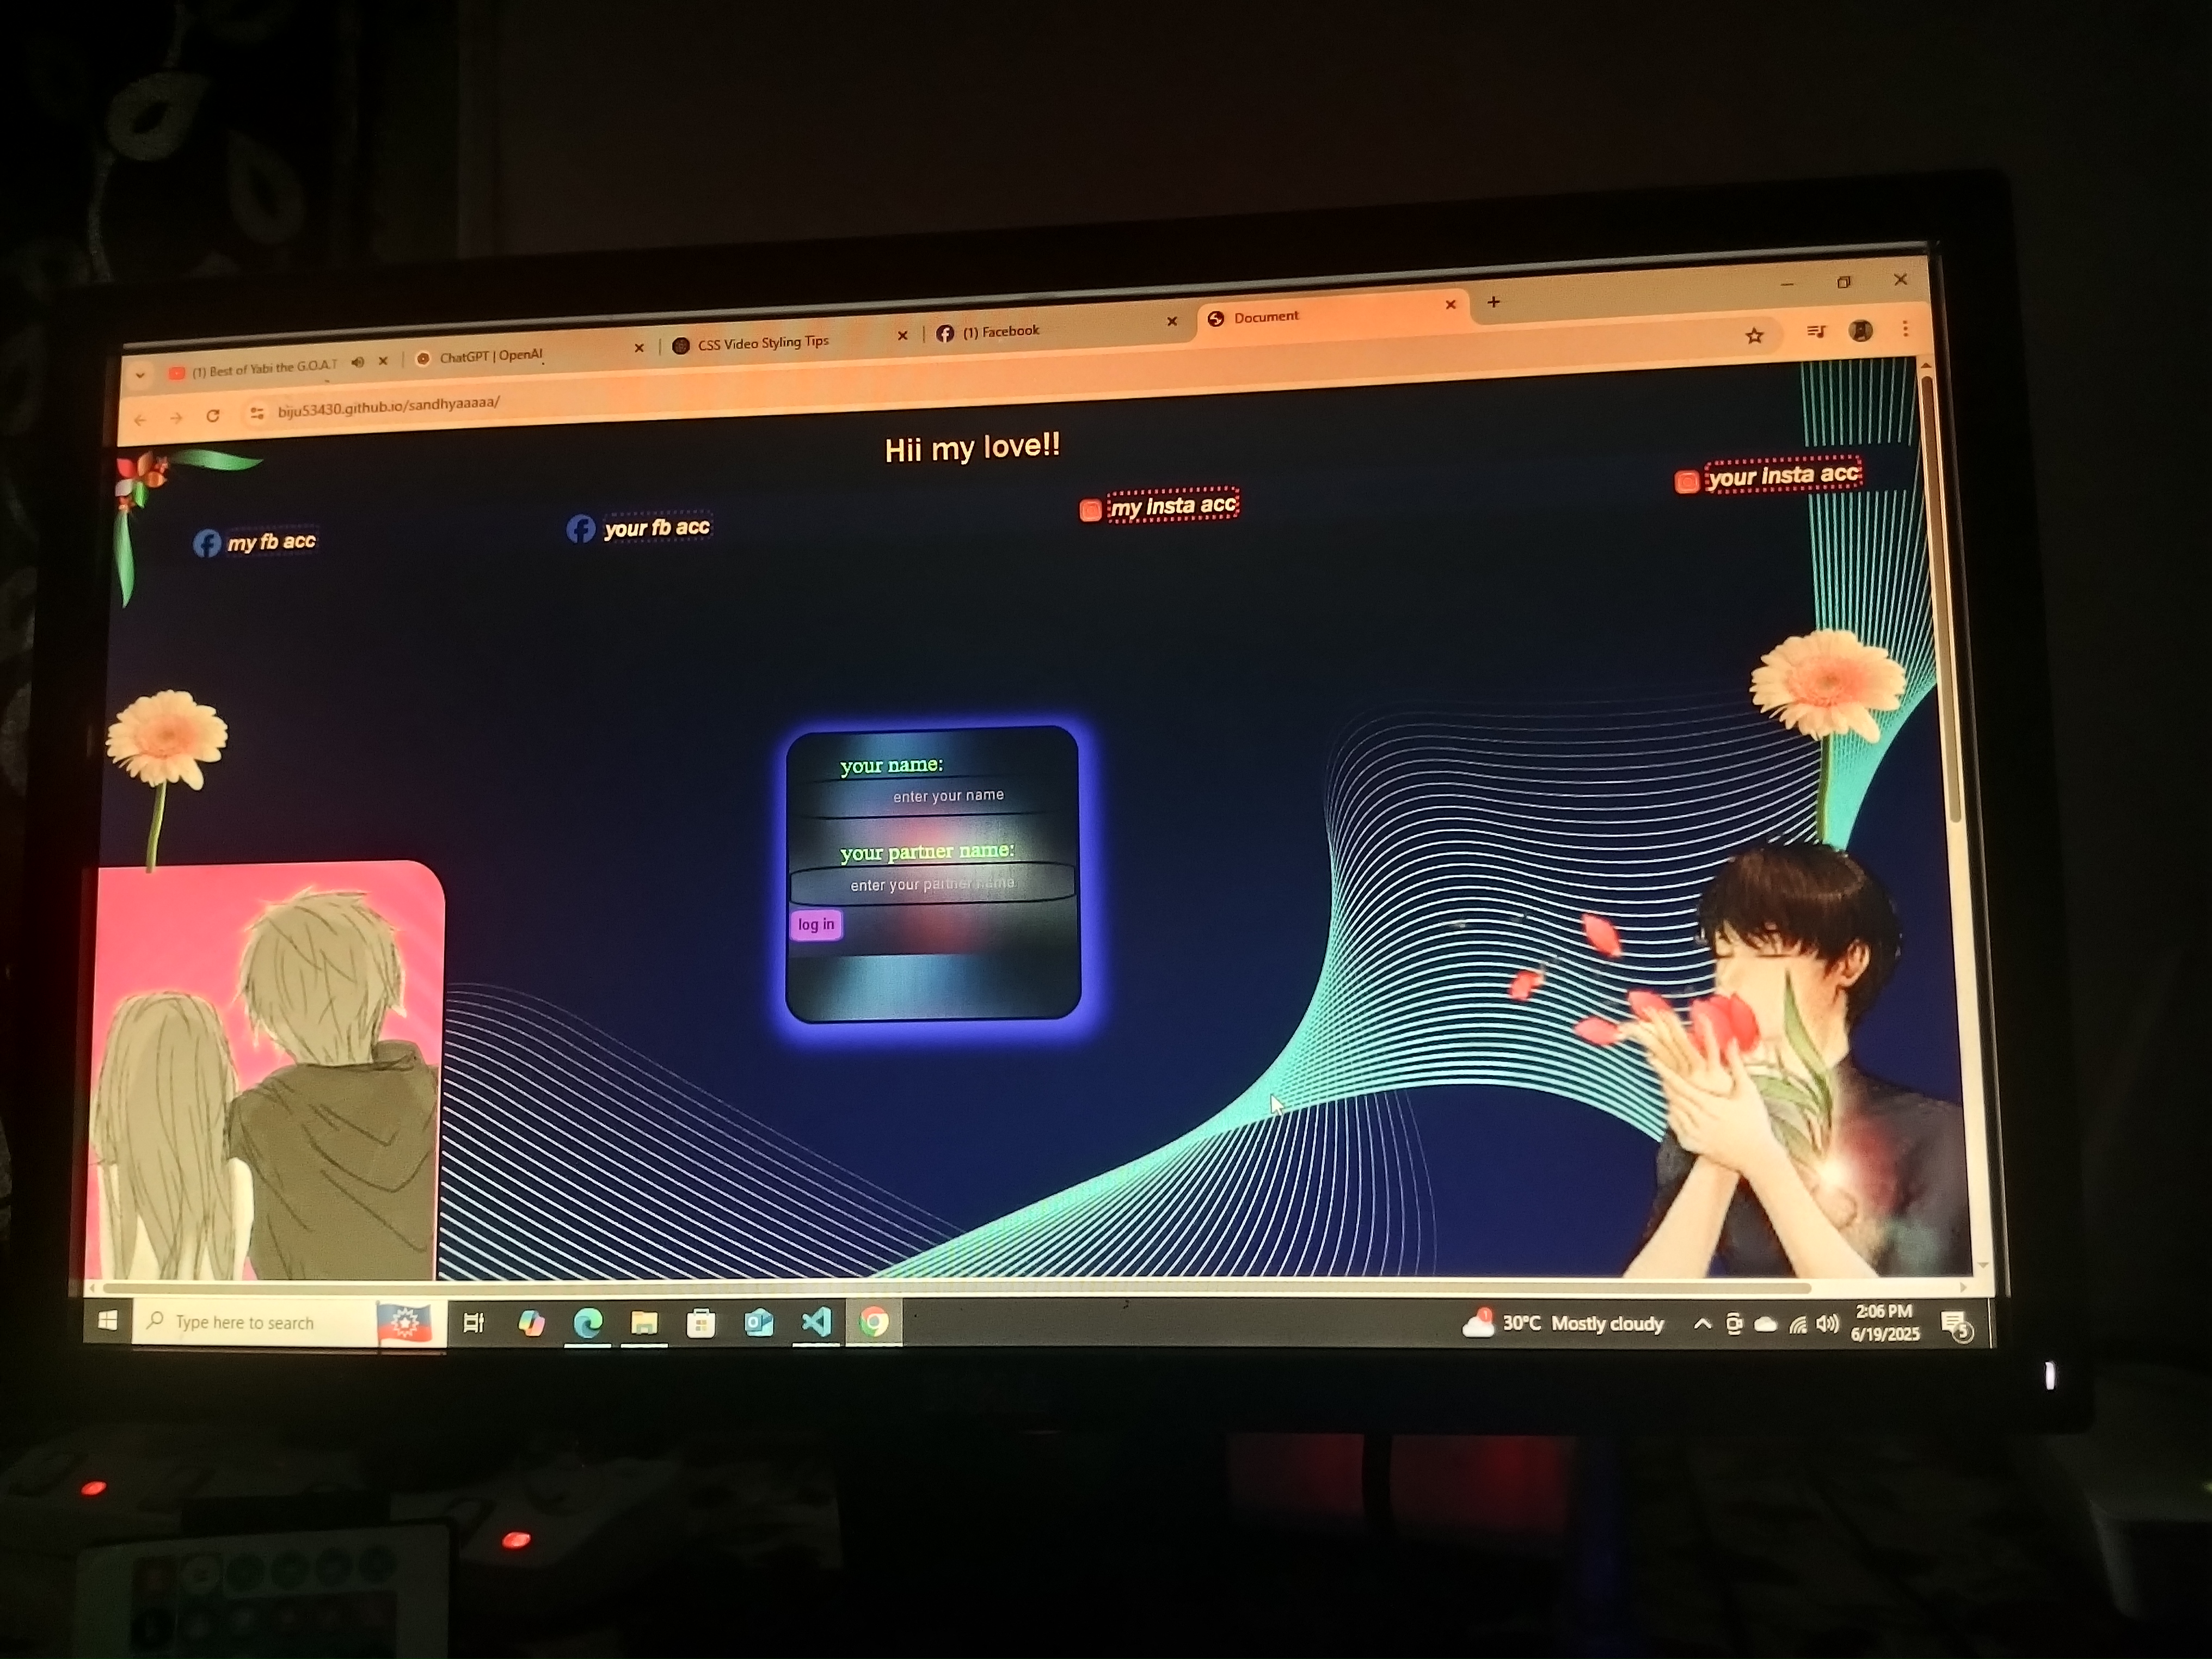 (1) Best of Yabi the G.O.A.T
ChatGPT | OpenAI
CSS Video Styling Tips
(1) Facebook
Document
biju53430.github.io/sandhyaaaaa/
Hii my love!!
my fb acc
your fb acc
my insta acc
your insta acc
your name:
enter your name
your partner name:
enter your partner name
log in
Type here to search
1
30°C Mostly cloudy
2:06 PM
6/19/2025
5